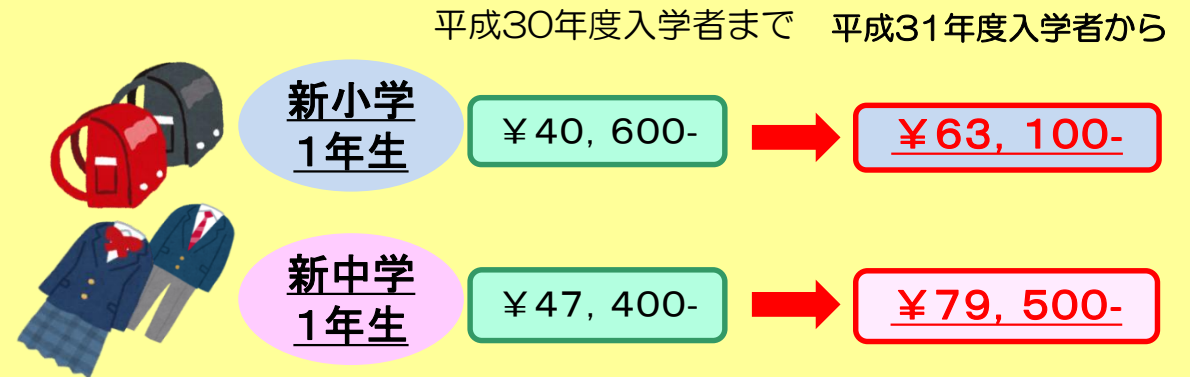 平成30年度入学者まで
平成31年度入学者から
新小学
1年生
￥40，600-
￥63，100-
新中学
1年生
￥47，400-
￥79，500-